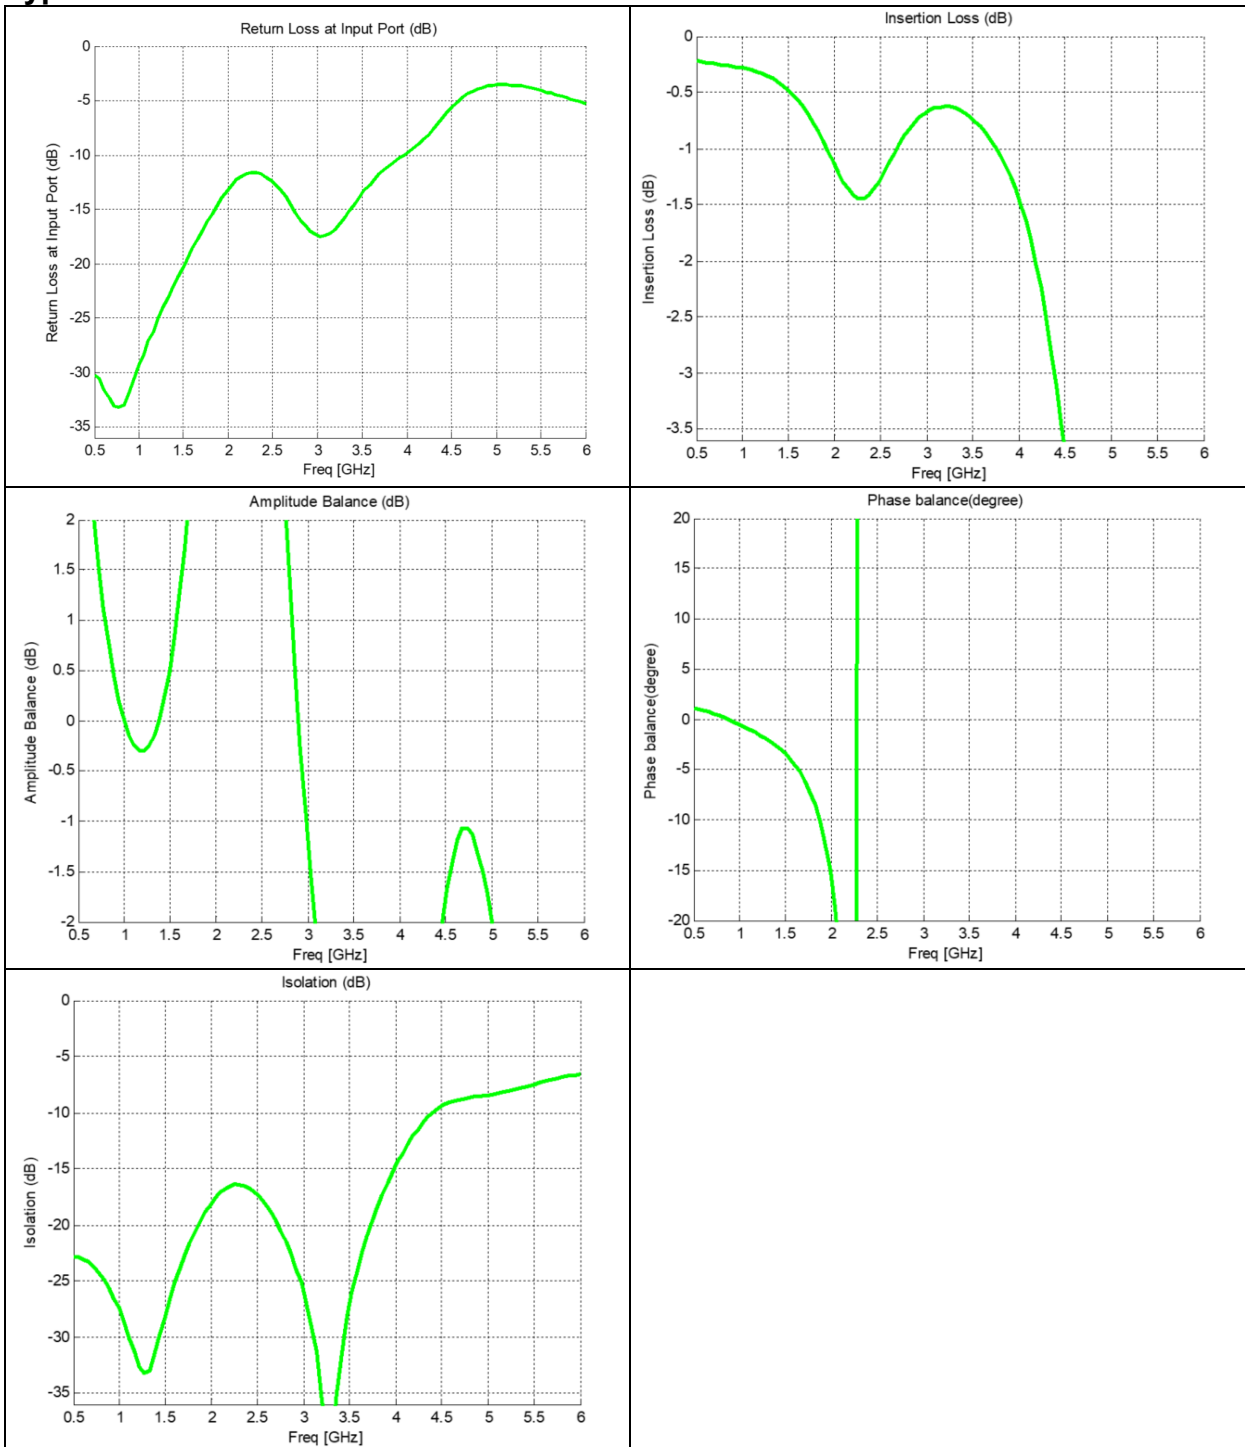 Return Loss at Input Port (dB)
Return Loss at Input Port (dB)
0
-5
-10
-15
-20
-25
-30
-35
0.5 1 1.5 2 2.5 3 3.5 4 4.5 5 5.5 6
Freq [GHz]
Insertion Loss (dB)
Insertion Loss (dB)
0
-0.5
-1
-1.5
-2
-2.5
-3
-3.5
0.5 1 1.5 2 2.5 3 3.5 4 4.5 5 5.5 6
Freq [GHz]
Amplitude Balance (dB)
Amplitude Balance (dB)
2
1.5
1
0.5
0
-0.5
-1
-1.5
-2
0.5 1 1.5 2 2.5 3 3.5 4 4.5 5 5.5 6
Freq [GHz]
Phase balance(degree)
Phase balance(degree)
20
15
10
5
0
-5
-10
-15
-20
0.5 1 1.5 2 2.5 3 3.5 4 4.5 5 5.5 6
Freq [GHz]
Isolation (dB)
Isolation (dB)
0
-5
-10
-15
-20
-25
-30
-35
0.5 1 1.5 2 2.5 3 3.5 4 4.5 5 5.5 6
Freq [GHz]